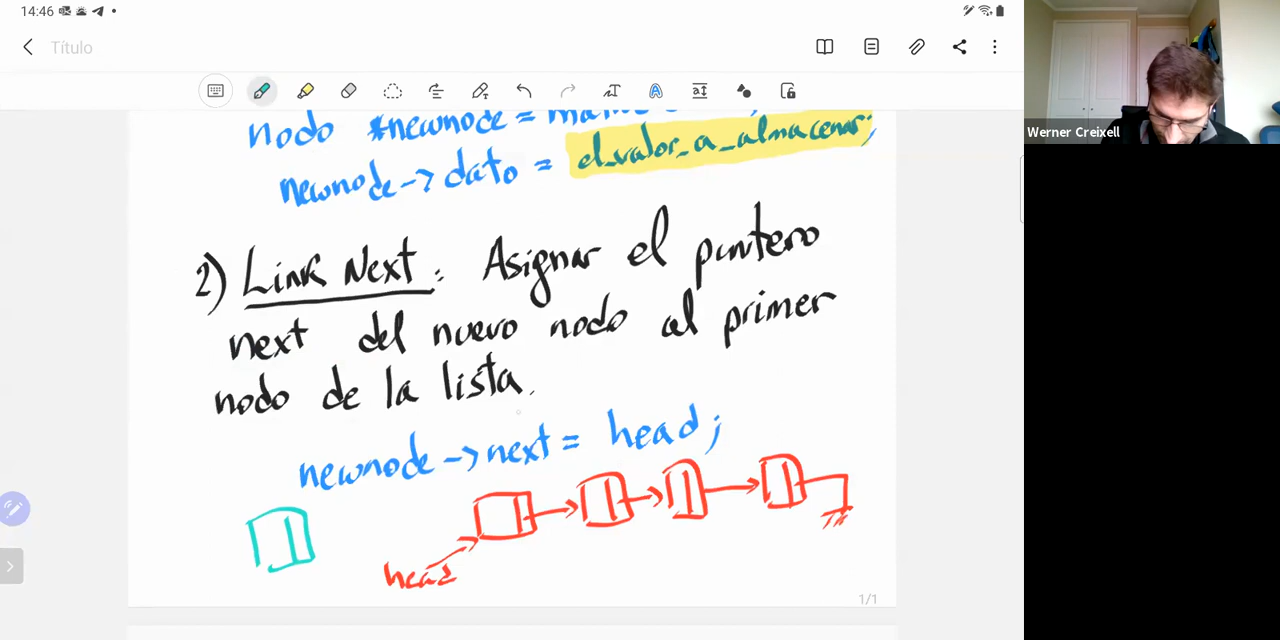 14:46
Título
nodo *newnode =
newnode->dato = el_valor_a_almacenar;
2) Link Next: Asignar el puntero
next del nuevo nodo al primer
nodo de la lista.
newnode->next = head;
head
1/1
Werner Creixell